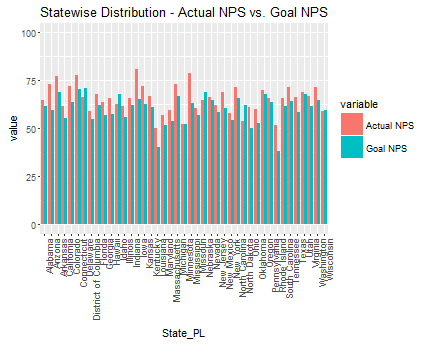 Statewise Distribution - Actual NPS vs. Goal NPS
100
75
50
25
0
value
variable
Actual NPS
Goal NPS
Alabama
Arizona
Arkansas
California
Colorado
Connecticut
Delaware
District of Columbia
Florida
Georgia
Hawaii
Idaho
Illinois
Indiana
Iowa
Kansas
Kentucky
Louisiana
Maryland
Massachusetts
Michigan
Minnesota
Mississippi
Missouri
Nebraska
Nevada
New Jersey
New Mexico
New York
North Carolina
North Dakota
Ohio
Oklahoma
Oregon
Pennsylvania
Rhode Island
South Carolina
Tennessee
Texas
Utah
Virginia
Washington
Wisconsin
State_PL